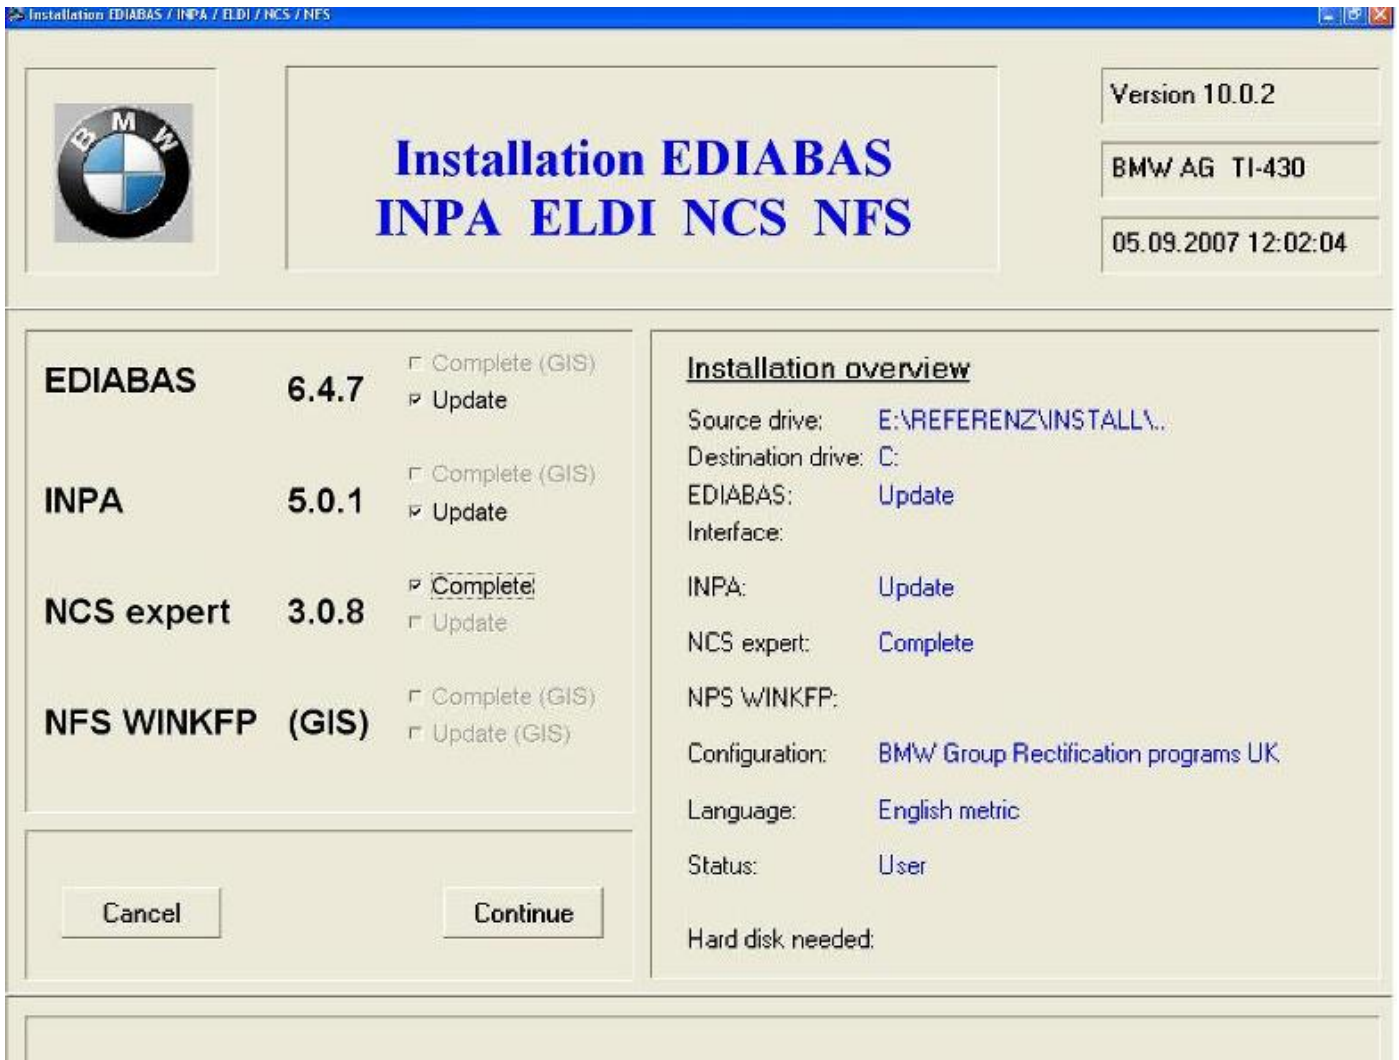 Installation EDIABAS / INPA / ELDI / NCS / NFS
BMW
Installation EDIABAS
INPA ELDI NCS NFS
Version 10.0.2
BMW AG TI-430
05.09.2007 12:02:04
EDIABAS 6.4.7
Complete (GIS)
Update
INPA 5.0.1
Complete (GIS)
Update
NCS expert 3.0.8
Complete
Update
NFS WINKFP (GIS)
Complete (GIS)
Update (GIS)
Cancel
Continue
Installation overview
Source drive: E:\REFERENZ\INSTALL\..
Destination drive: C:
EDIABAS: Update
Interface:
INPA: Update
NCS expert: Complete
NPS WINKFP:
Configuration: BMW Group Rectification programs UK
Language: English metric
Status: User
Hard disk needed: